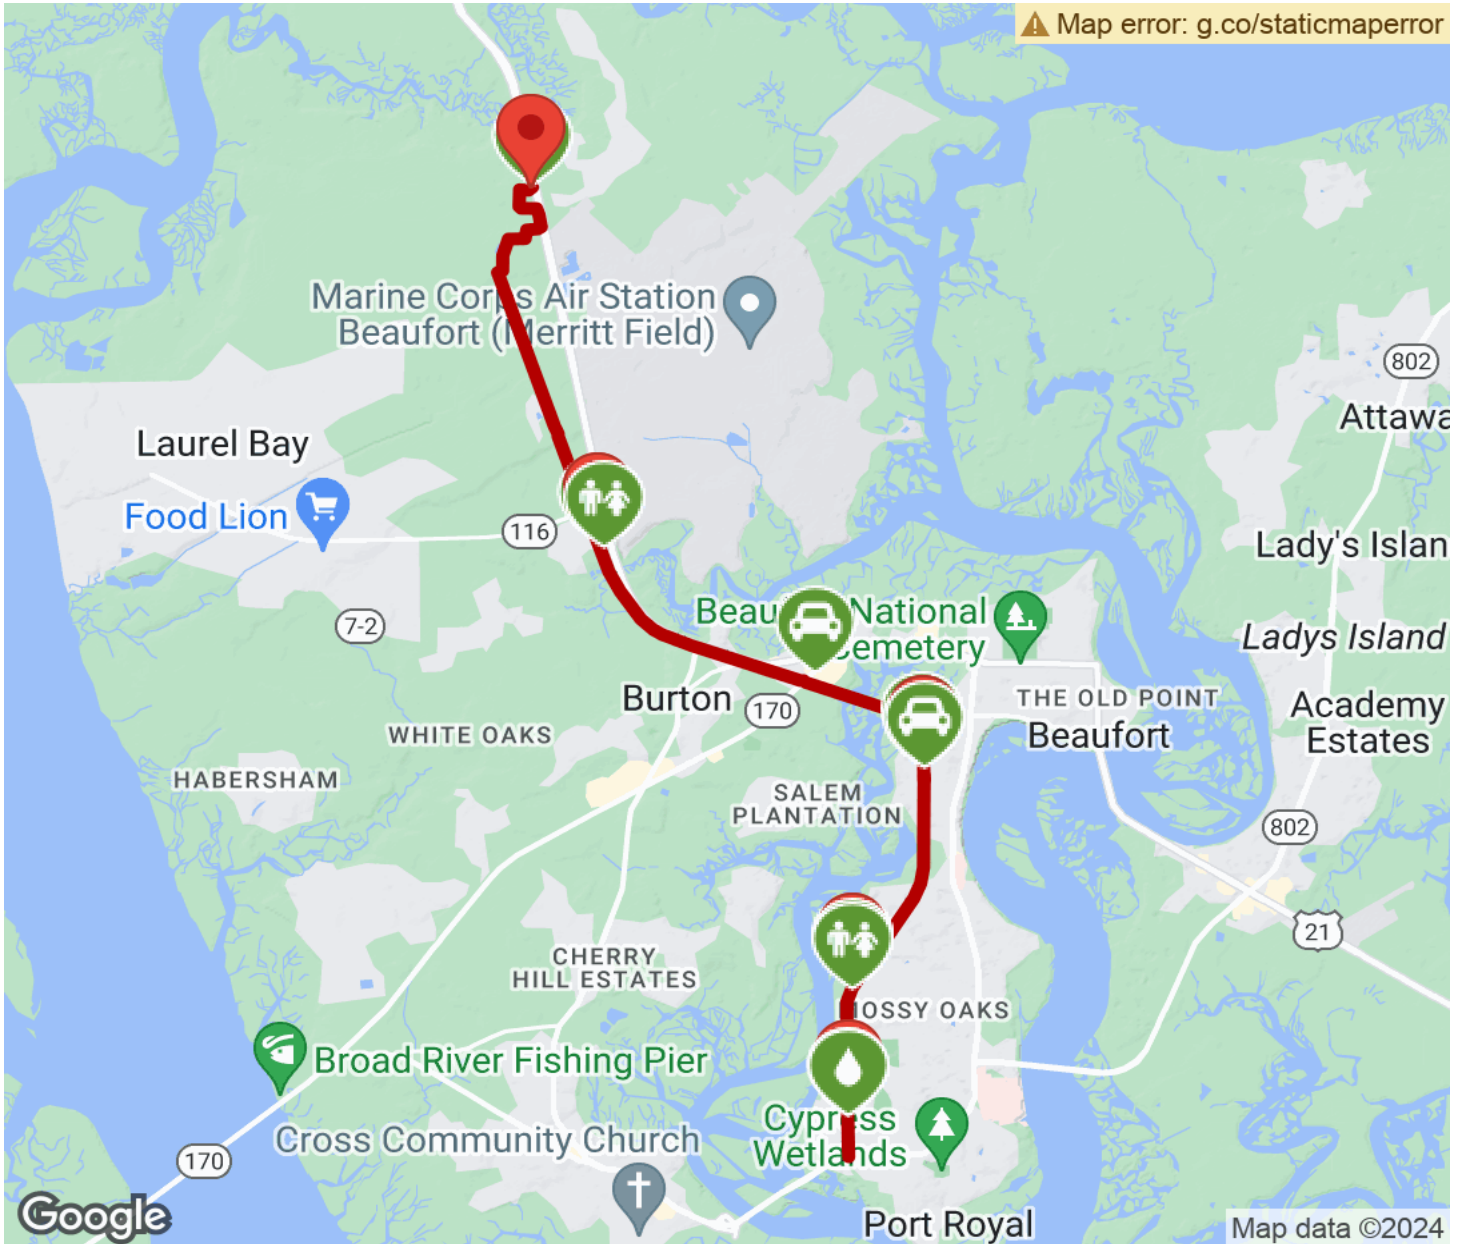 Map error: g.co/staticmaperror
Marine Corps Air Station
Beaufort (Merritt Field)
802
Laurel Bay
Food Lion
116
Lady's Islan
7-2
National
Cemetery
Ladys Island
Burton
170
THE OLD POINT
Beaufort
Academy
Estates
WHITE OAKS
HABERSHAM
SALEM
PLANTATION
802
21
CHERRY
HILL ESTATES
OSSY OAKS
Broad River Fishing Pier
Cypress
Wetlands
Cross Community Church
170
Port Royal
Google
Map data ©2024